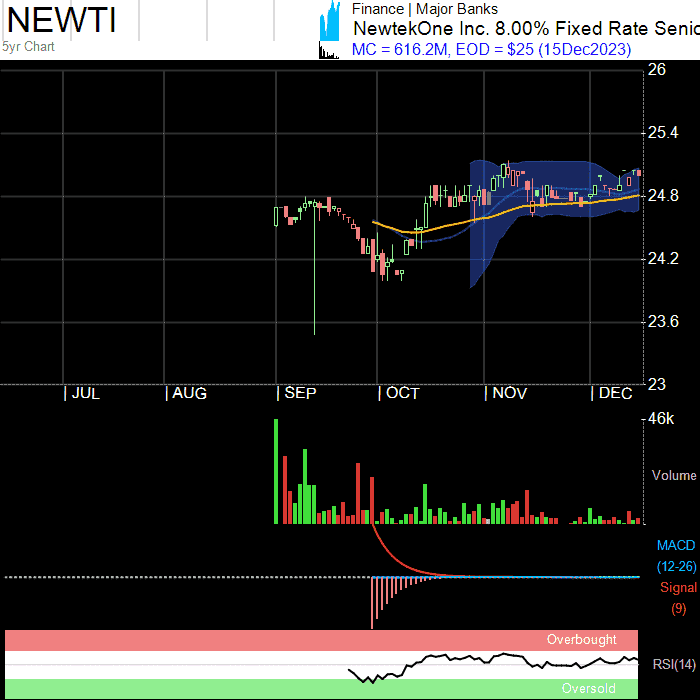 NEWTI
5yr Chart
Finance | Major Banks
NewtekOne Inc. 8.00% Fixed Rate Senio
MC = 616.2M, EOD = $25 (15Dec2023)
26
25.4
24.8
24.2
23.6
23
JUL
AUG
SEP
OCT
NOV
DEC
46k
Volume
MACD
(12-26)
Signal
(9)
Overbought
RSI(14)
Oversold